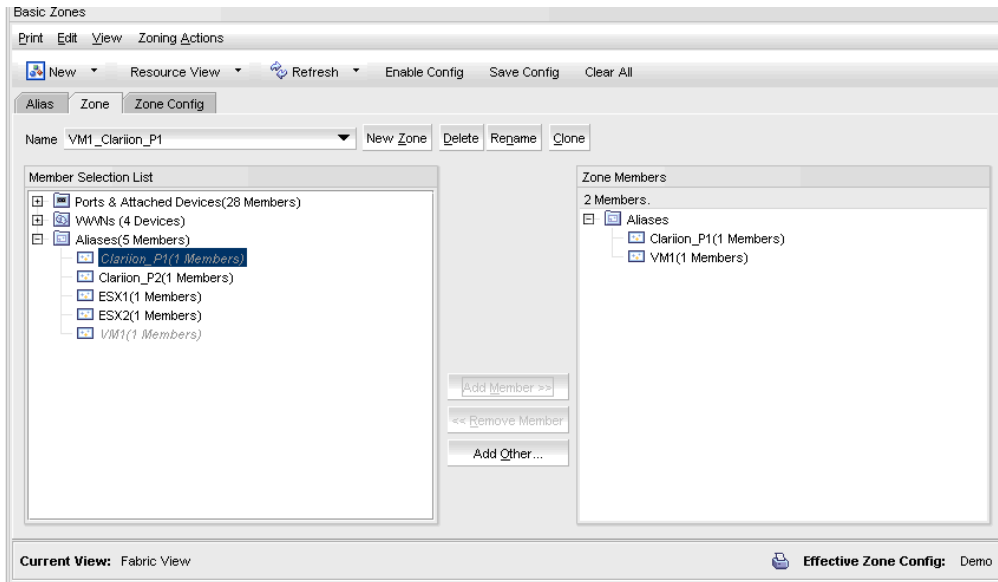 Basic Zones
Print Edit View Zoning Actions
New Resource View Refresh Enable Config Save Config Clear All
Alias Zone Zone Config
Name VM1_Clariion_P1 New Zone Delete Rename Clone
Member Selection List
Ports & Attached Devices(28 Members)
WWNs (4 Devices)
Aliases(5 Members)
Clariion_P1(1 Members)
Clariion_P2(1 Members)
ESX1(1 Members)
ESX2(1 Members)
VM1(1 Members)
Add Member >>
<< Remove Member
Add Other...
Zone Members
2 Members.
Aliases
Clariion_P1(1 Members)
VM1(1 Members)
Current View: Fabric View Effective Zone Config: Demo